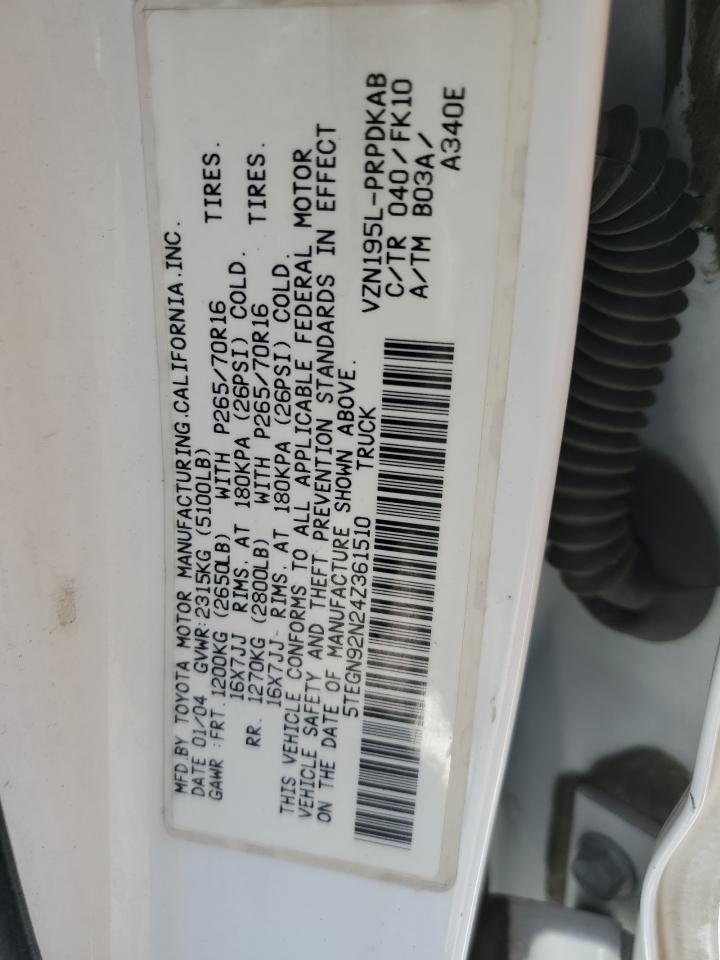 MFD.BY TOYOTA MOTOR MANUFACTURING.CALIFORNIA.INC.
DATE 01/04 GVWR:2315KG (5100LB)
GAWR :FRT.1200KG (2650LB) WITH P265/70R16 TIRES.
16X7JJ RIMS. AT 180KPA (26PSI) COLD.
RR. 1270KG (2800LB) WITH P265/70R16 TIRES.
16X7JJ RIMS. AT 180KPA (26PSI) COLD.
THIS VEHICLE CONFORMS TO ALL APPLICABLE FEDERAL MOTOR
VEHICLE SAFETY AND THEFT PREVENTION STANDARDS IN EFFECT
ON THE DATE OF MANUFACTURE SHOWN ABOVE.
5TEGN92N24Z361510 TRUCK
VZN195L-PRPDKAB
C/TR 040/FK10
A/TM B03A/
A340E